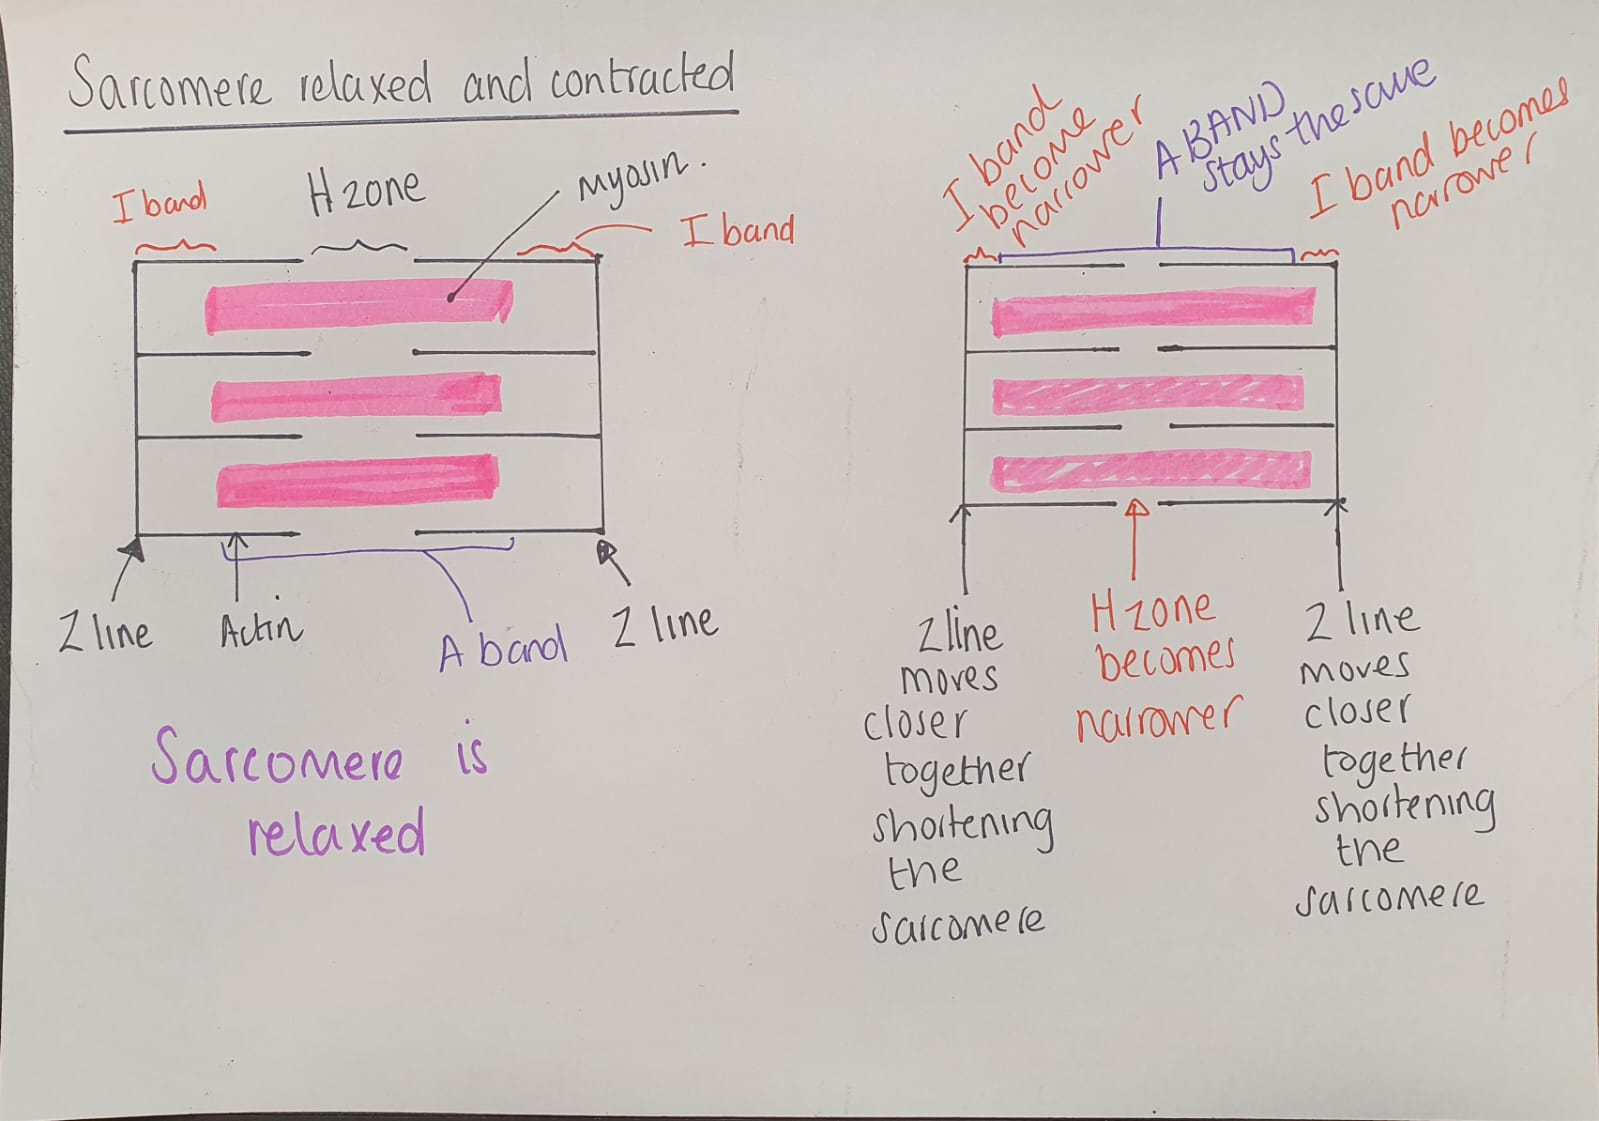 Sarcomere relaxed and contracted
I band
H zone
Myosin.
I band
Z line
Actin
A band
Z line
Sarcomere is
relaxed
I band
become
narrower
A BAND
stays the same
I band becomes
narower
Z line
moves
closer
together
shortening
the
sarcomere
H zone
becomes
narrower
Z line
moves
closer
together
shortening
the
sarcomere